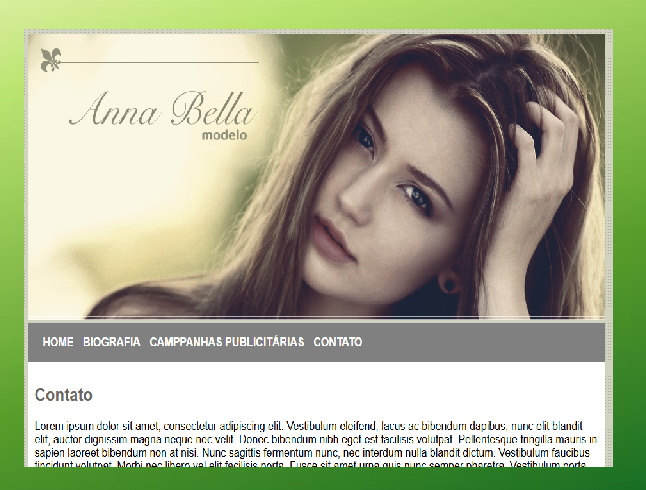 Anna Bella
modelo
HOME BIOGRAFIA CAMPPANHAS PUBLICITÁRIAS CONTATO
Contato
Lorem ipsum dolor sit amet, consectetur adipiscing elit. Vestibulum eleifend, lacus ac bibendum dapibus, nunc elit blandit
elit, auctor dignissim magna neque nec velit. Donec bibendum nibh eget est facilisis volutpat. Pellentesque fringilla mauris in
sapien laoreet bibendum non at nisi. Nunc sagittis fermentum nunc, nec interdum nulla blandit dictum. Vestibulum faucibus
tincidunt volutpat. Morbi nec libero vel elit facilisis porta. Fusce sit amet urna quis nunc semper pharetra. Vestibulum porta